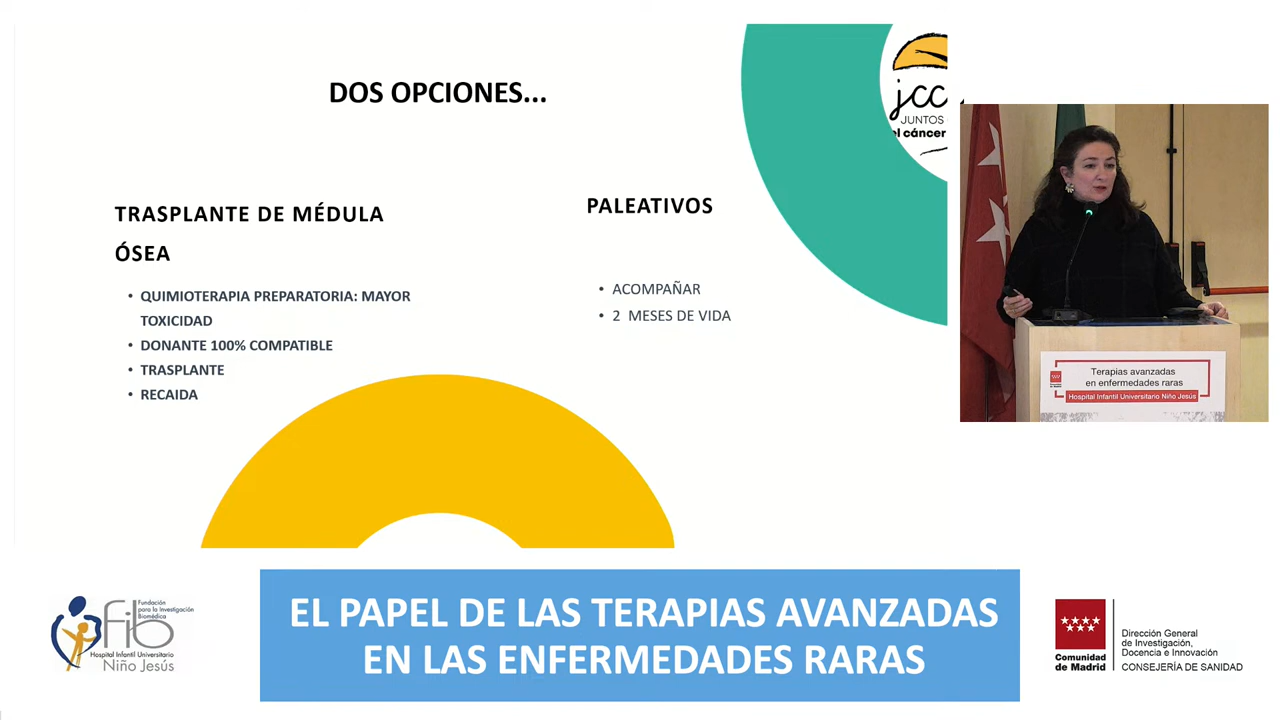 DOS OPCIONES...
TRASPLANTE DE MÉDULA
ÓSEA
• QUIMIOTERAPIA PREPARATORIA: MAYOR
TOXICIDAD
• DONANTE 100% COMPATIBLE
• TRASPLANTE
• RECAIDA
PALEATIVOS
• ACOMPAÑAR
• 2 MESES DE VIDA
jcc
JUNTOS
el cáncer
Terapias avanzadas
en enfermedades raras
Hospital Infantil Universitario Niño Jesús
EL PAPEL DE LAS TERAPIAS AVANZADAS
EN LAS ENFERMEDADES RARAS
Fundación
para la Investigación
Biomédica
fib
Hospital Infantil Universitario
Niño Jesús
Comunidad
de Madrid
Dirección General
de Investigación,
Docencia e Innovación
CONSEJERÍA DE SANIDAD